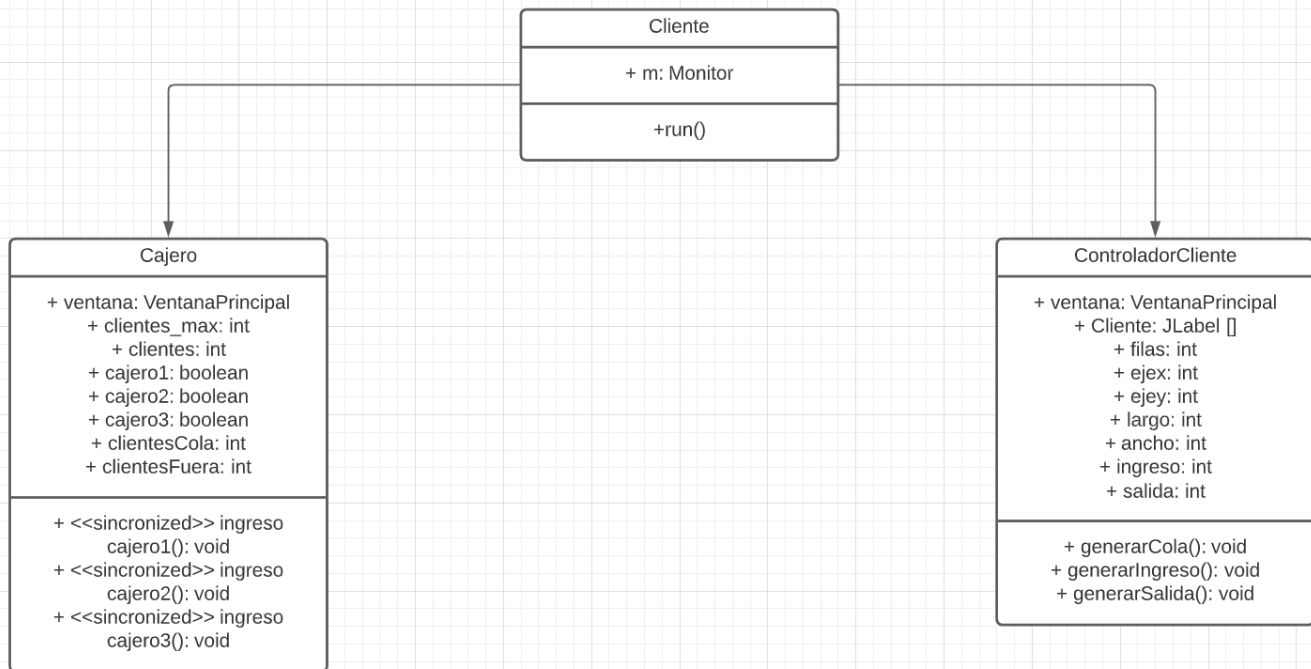 Cliente
+ m: Monitor
+run()
Cajero
+ ventana: VentanaPrincipal
+ clientes_max: int
+ clientes: int
+ cajero1: boolean
+ cajero2: boolean
+ cajero3: boolean
+ clientesCola: int
+ clientesFuera: int
+ <<sincronized>> ingreso
cajero1(): void
+ <<sincronized>> ingreso
cajero2(): void
+ <<sincronized>> ingreso
cajero3(): void
ControladorCliente
+ ventana: VentanaPrincipal
+ Cliente: JLabel []
+ filas: int
+ ejex: int
+ ejey: int
+ largo: int
+ ancho: int
+ ingreso: int
+ salida: int
+ generarCola(): void
+ generarIngreso(): void
+ generarSalida(): void